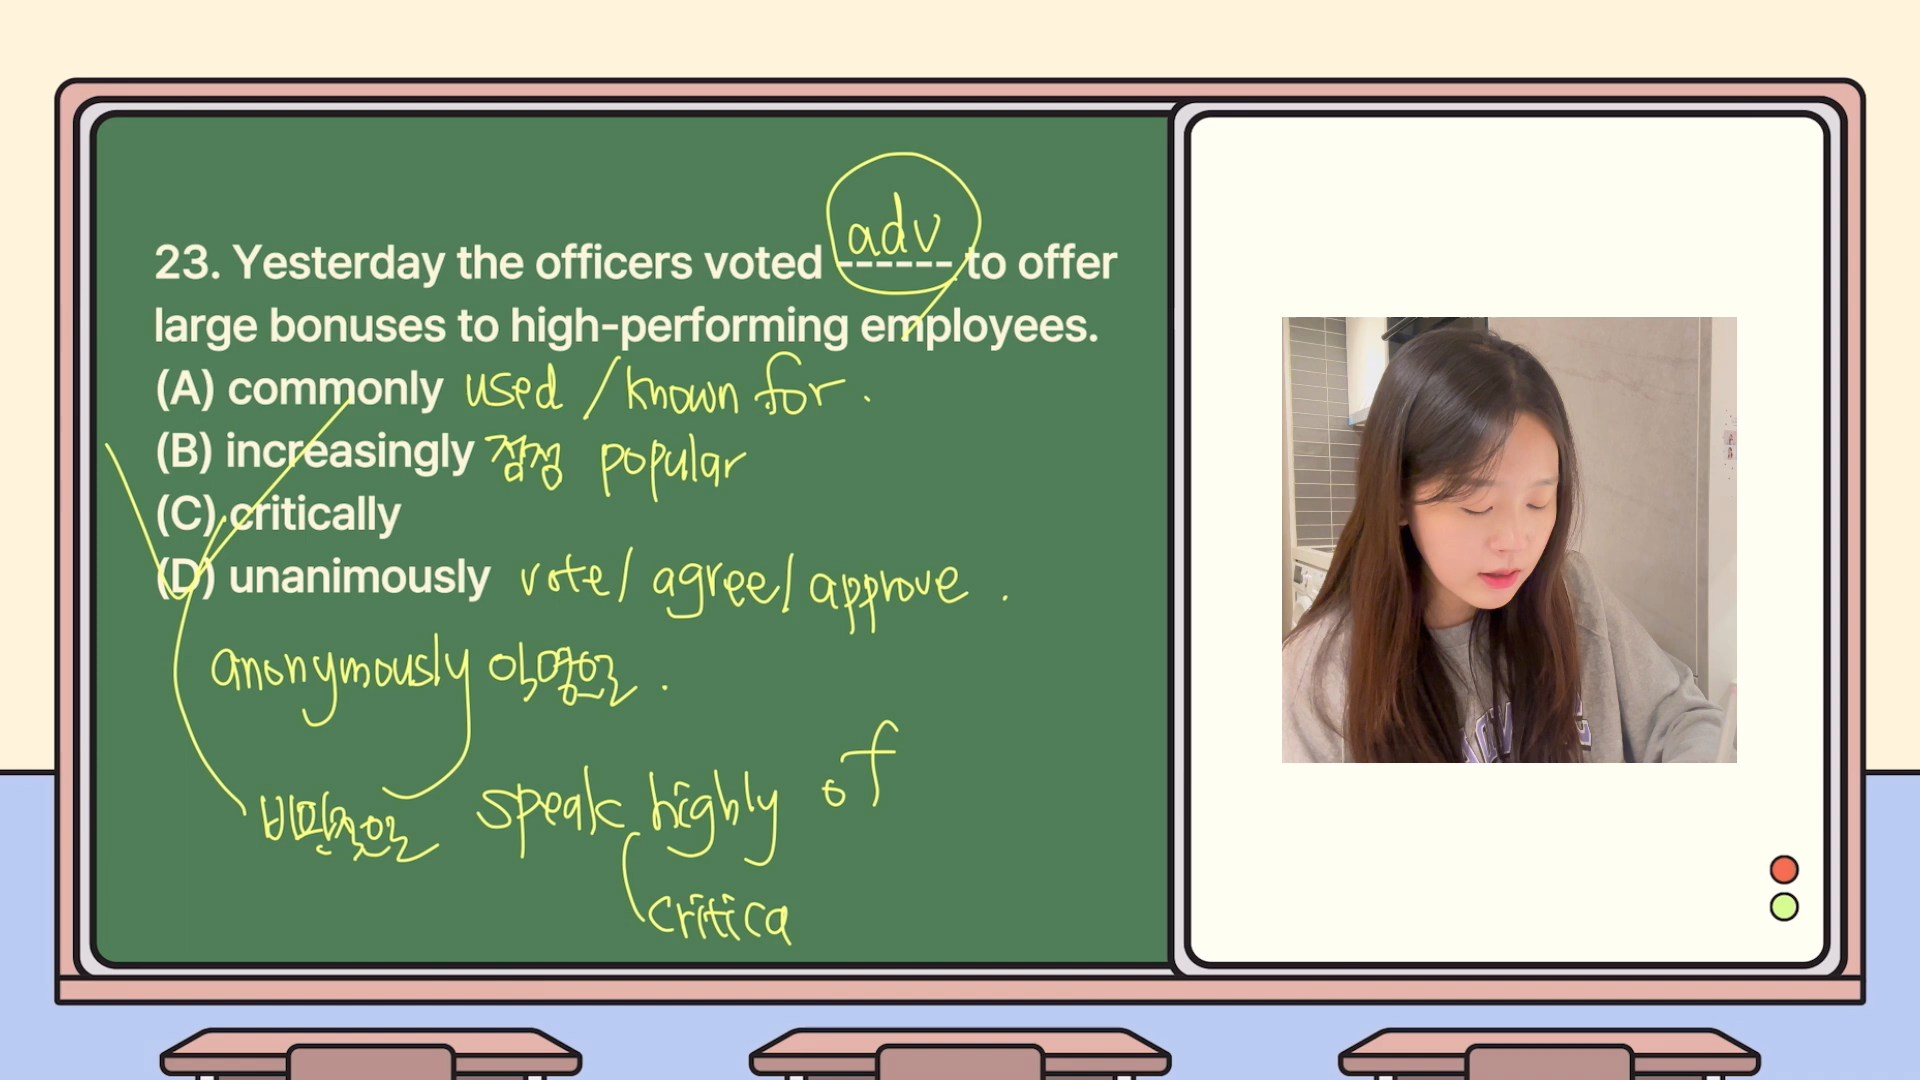 adv
23. Yesterday the officers voted ------ to offer
large bonuses to high-performing employees.
(A) commonly used / known for.
(B) increasingly 점점 popular
(C) critically
(D) unanimously vote / agree / approve.
anonymously 익명으로.
비판적으로 speak highly of
critica